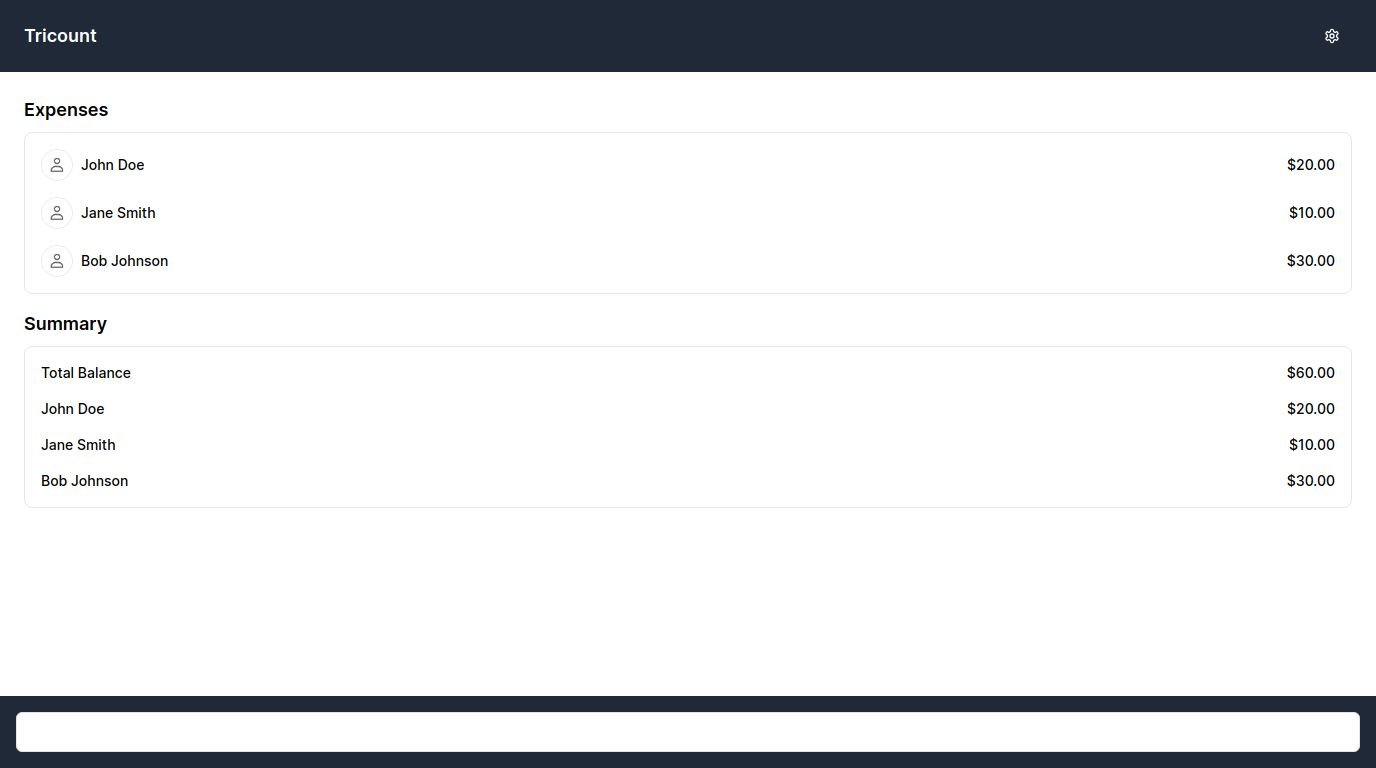 Tricount
Expenses
John Doe $20.00
Jane Smith $10.00
Bob Johnson $30.00
Summary
Total Balance $60.00
John Doe $20.00
Jane Smith $10.00
Bob Johnson $30.00